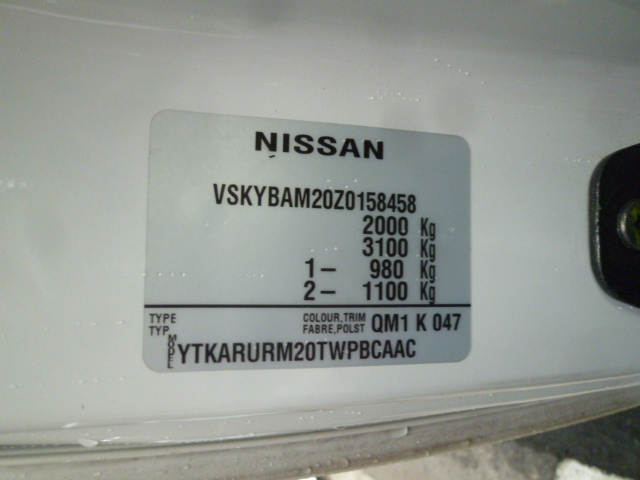 NISSAN
VSKYBAM20Z0158458
2000 Kg
3100 Kg
1- 980 Kg
2- 1100 Kg
TYPE COLOUR,TRIM
TYP FABRE,POLST QM1 K 047
MODEL YTKARURM20TWPBCAAC